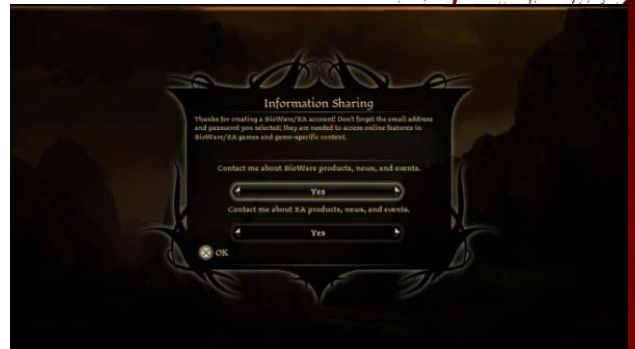 Information Sharing
Thanks for creating a BioWare/EA account! Don't forget the email address
and password you selected; they are needed to access online features in
BioWare/EA games and game-specific content.
Contact me about BioWare products, news, and events.
Yes
Contact me about EA products, news, and events.
Yes
OK